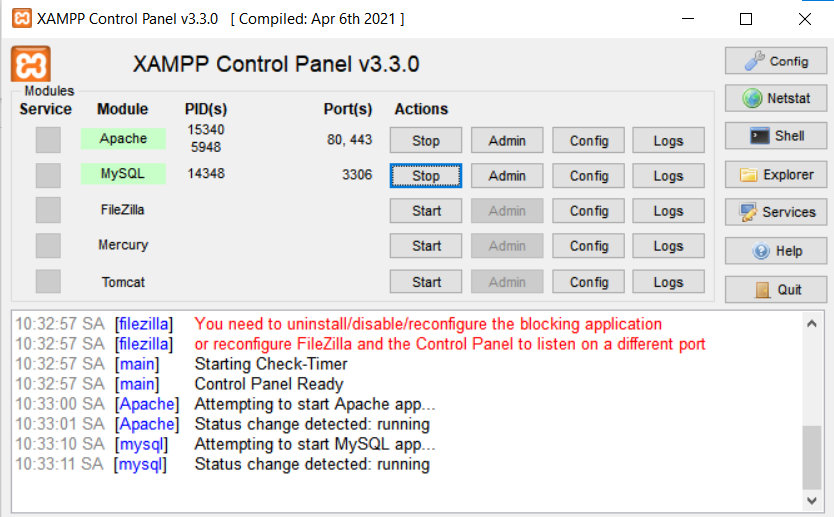 XAMPP Control Panel v3.3.0 [ Compiled: Apr 6th 2021 ]
XAMPP Control Panel v3.3.0
Config
Modules
Service Module PID(s) Port(s) Actions
Netstat
Apache 15340 5948 80, 443 Stop Admin Config Logs
Shell
MySQL 14348 3306 Stop Admin Config Logs
Explorer
FileZilla Start Admin Config Logs
Services
Mercury Start Admin Config Logs
Help
Tomcat Start Admin Config Logs
Quit
10:32:57 SA [filezilla] You need to uninstall/disable/reconfigure the blocking application
10:32:57 SA [filezilla] or reconfigure FileZilla and the Control Panel to listen on a different port
10:32:57 SA [main] Starting Check-Timer
10:32:57 SA [main] Control Panel Ready
10:33:00 SA [Apache] Attempting to start Apache app...
10:33:01 SA [Apache] Status change detected: running
10:33:10 SA [mysql] Attempting to start MySQL app...
10:33:11 SA [mysql] Status change detected: running